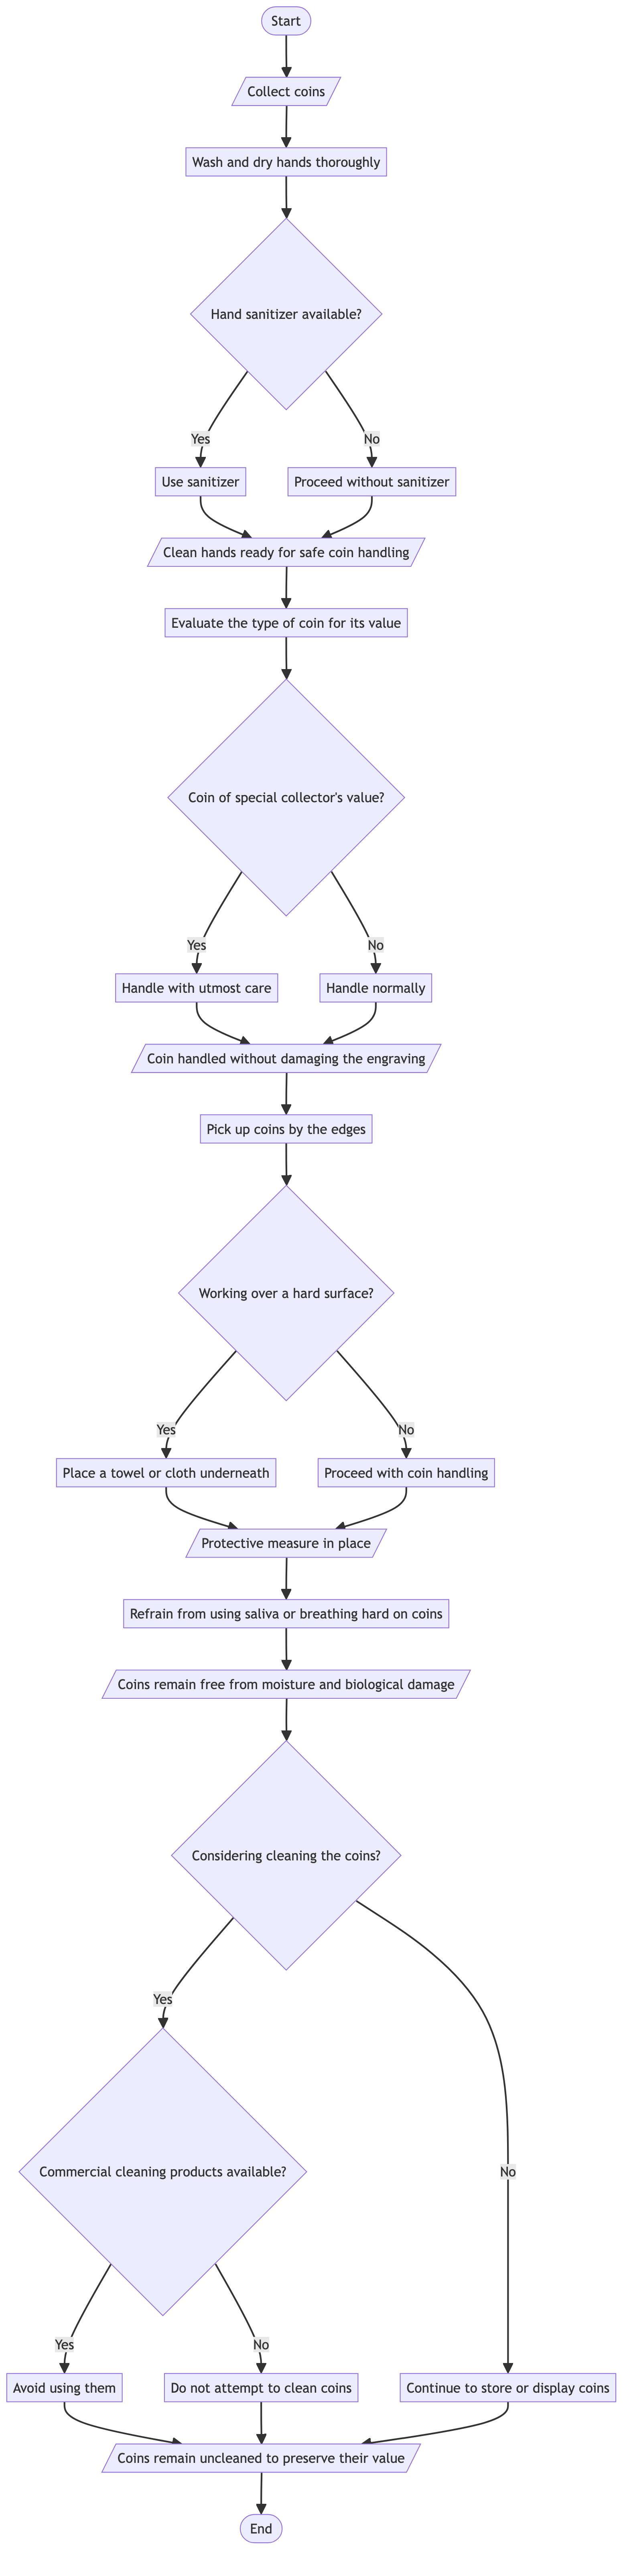 Start
Collect coins
Wash and dry hands thoroughly
Hand sanitizer available?
Yes
No
Use sanitizer
Proceed without sanitizer
Clean hands ready for safe coin handling
Evaluate the type of coin for its value
Coin of special collector's value?
Yes
No
Handle with utmost care
Handle normally
Coin handled without damaging the engraving
Pick up coins by the edges
Working over a hard surface?
Yes
No
Place a towel or cloth underneath
Proceed with coin handling
Protective measure in place
Refrain from using saliva or breathing hard on coins
Coins remain free from moisture and biological damage
Considering cleaning the coins?
Yes
Commercial cleaning products available?
No
Yes
No
Avoid using them
Do not attempt to clean coins
Continue to store or display coins
Coins remain uncleaned to preserve their value
End